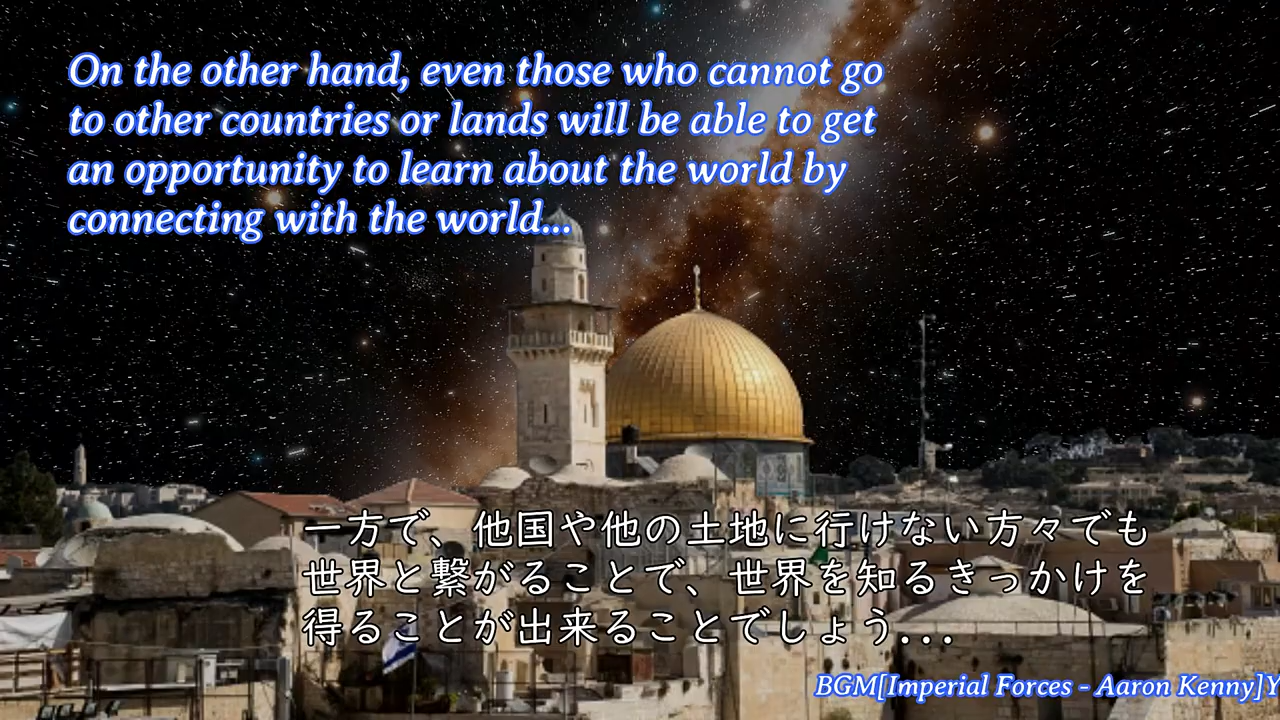 On the other hand, even those who cannot go
to other countries or lands will be able to get
an opportunity to learn about the world by
connecting with the world...
一方で、他国や他の土地に行けない方々でも
世界と繋がることで、世界を知るきっかけを
得ることが出来ることでしょう...
BGM[Imperial Forces - Aaron Kenny]Y